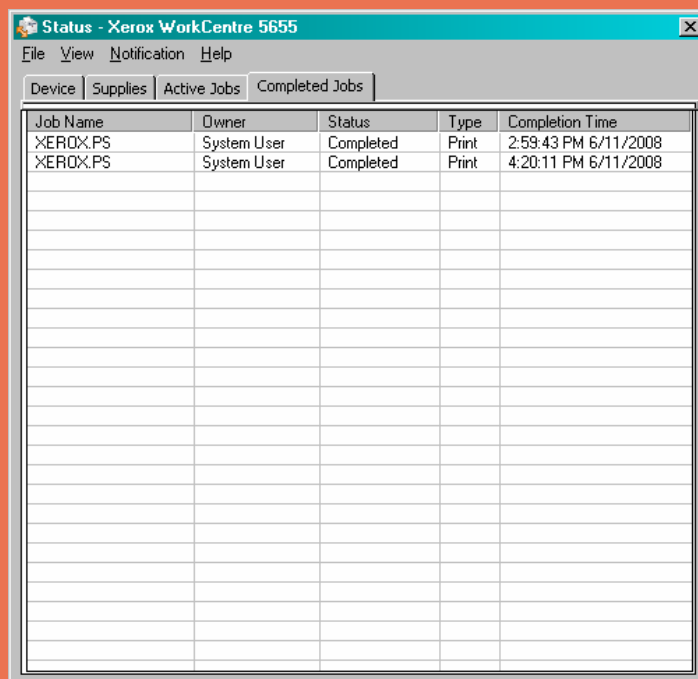 Status - Xerox WorkCentre 5655
File View Notification Help
Device Supplies Active Jobs Completed Jobs
Job Name Owner Status Type Completion Time
XEROX.PS System User Completed Print 2:59:43 PM 6/11/2008
XEROX.PS System User Completed Print 4:20:11 PM 6/11/2008